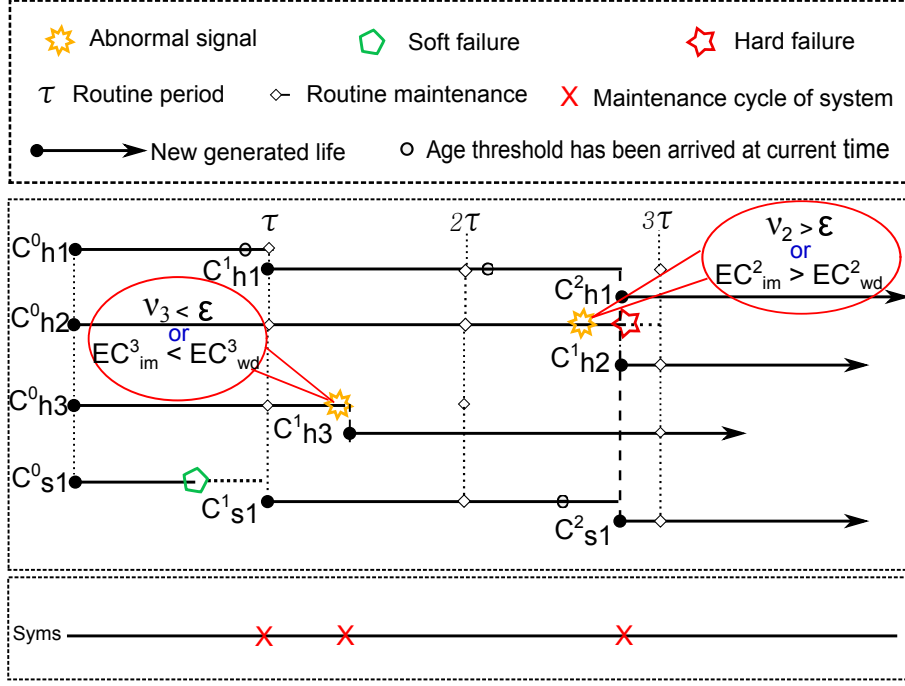 Abnormal signal Soft failure Hard failure
τ Routine period Routine maintenance X Maintenance cycle of system
New generated life Age threshold has been arrived at current time
τ 2τ 3τ
C⁰h1
C¹h1
ν₂ > ε
or
EC²im > EC²wd
C²h1
C⁰h2
ν₃ < ε
or
EC³im < EC³wd
C¹h2
C⁰h3
C¹h3
C⁰s1
C¹s1
C²s1
Syms X X X